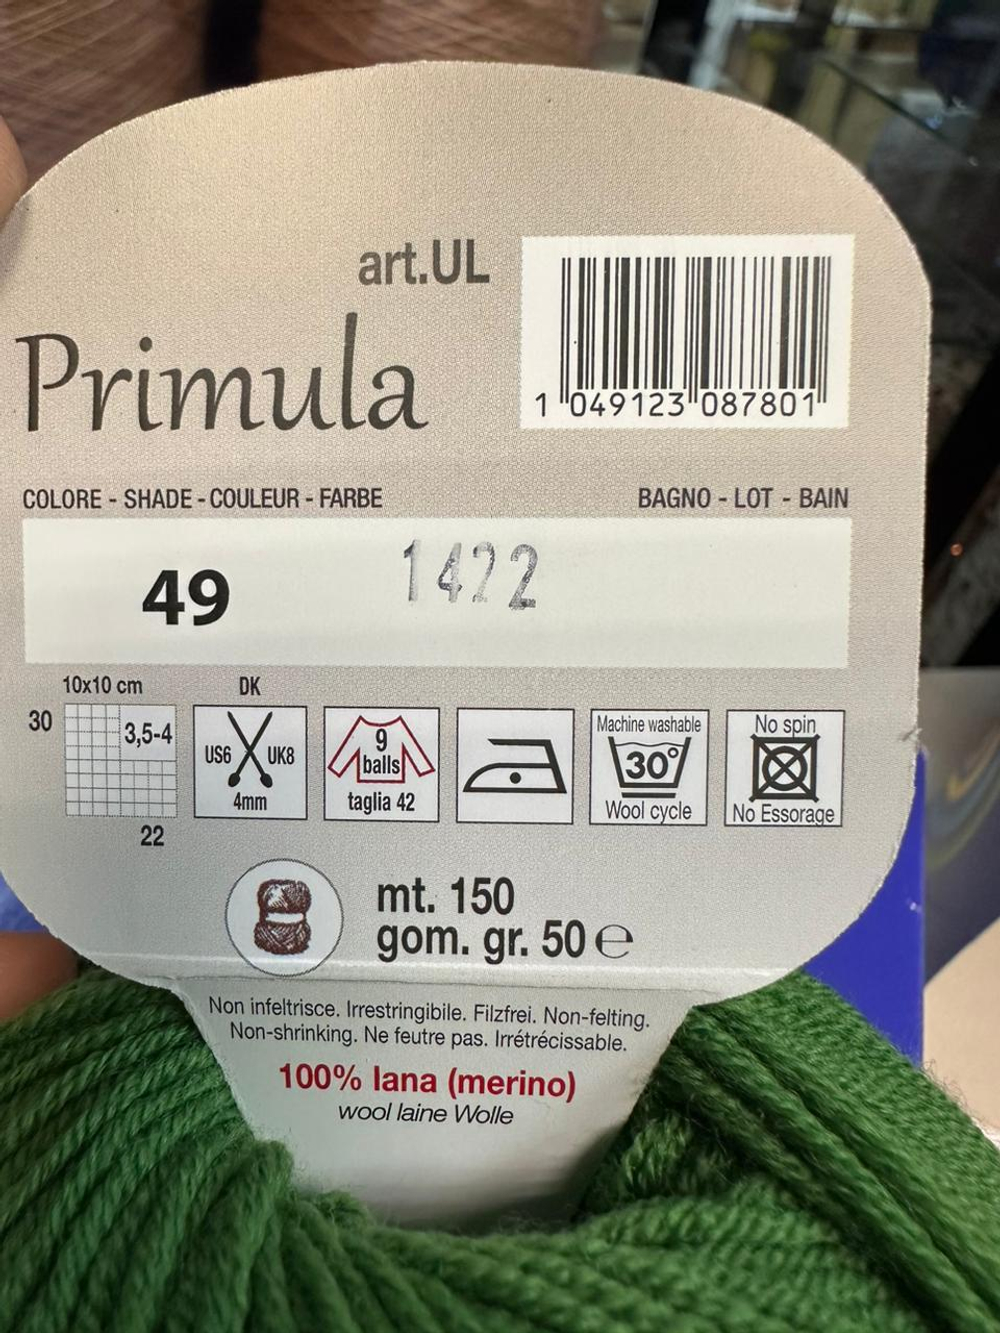 art.UL
Primula
1 049123 087801
COLORE - SHADE - COULEUR - FARBE
BAGNO - LOT - BAIN
49
1422
10x10 cm
30
3,5-4
22
DK
US6 UK8
4mm
9
balls
taglia 42
Machine washable
30°
Wool cycle
No spin
No Essorage
mt. 150
gom. gr. 50 ℮
Non infeltrisce. Irrestringibile. Filzfrei. Non-felting.
Non-shrinking. Ne feutre pas. Irrétrécissable.
100% lana (merino)
wool laine Wolle